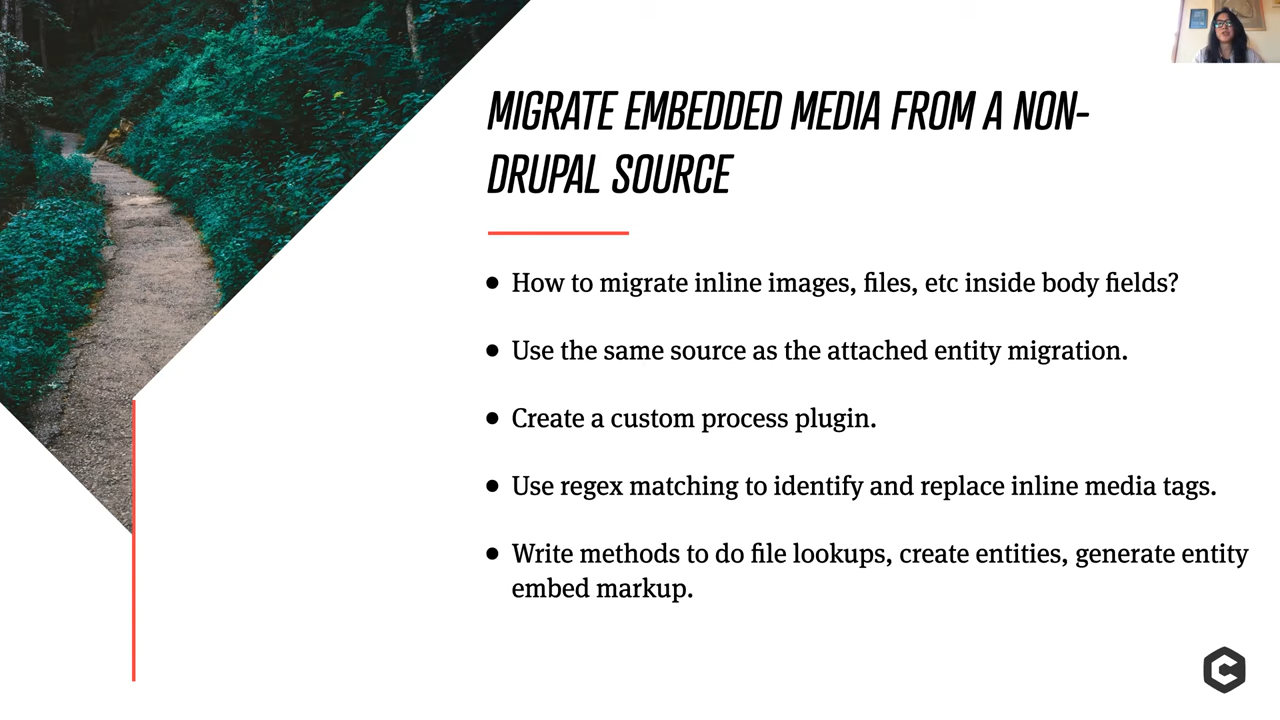 MIGRATE EMBEDDED MEDIA FROM A NON-
DRUPAL SOURCE
• How to migrate inline images, files, etc inside body fields?
• Use the same source as the attached entity migration.
• Create a custom process plugin.
• Use regex matching to identify and replace inline media tags.
• Write methods to do file lookups, create entities, generate entity
embed markup.